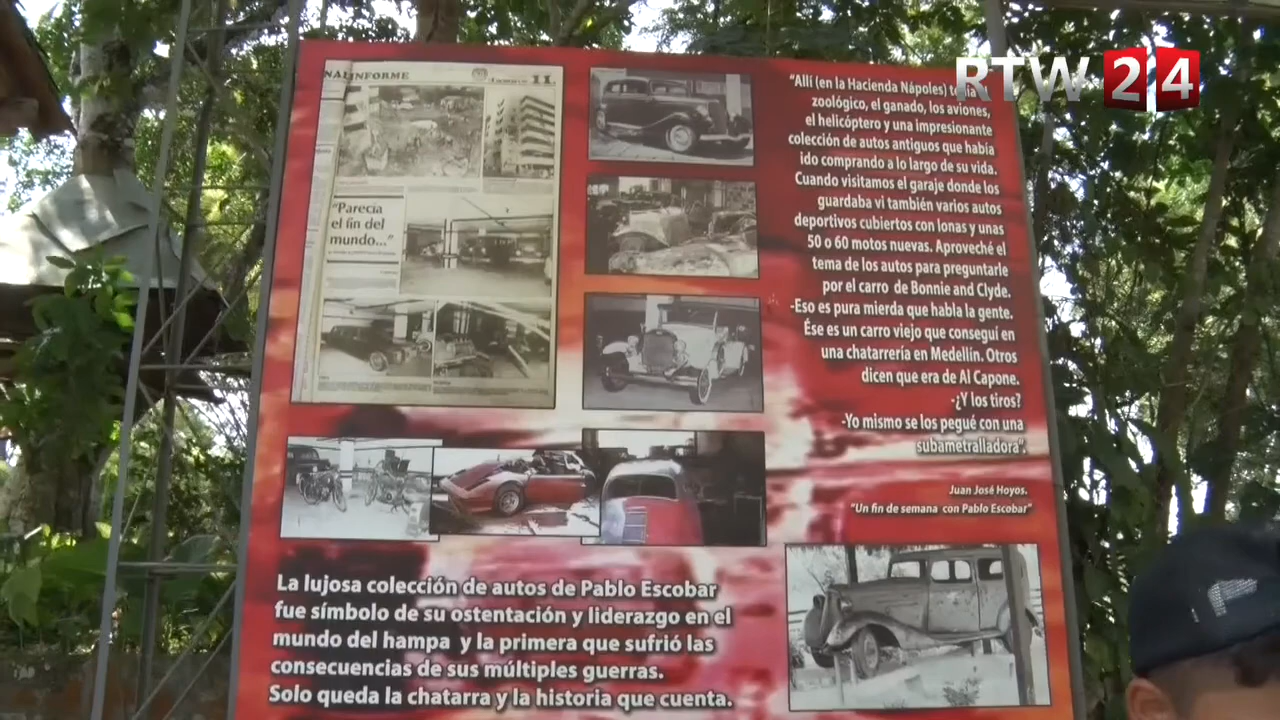 RTW 24
NALINFORME
11
"Parecía
el fin del
mundo..."
"Allí (en la Hacienda Nápoles)
zoológico, el ganado, los aviones,
el helicóptero y una impresionante
colección de autos antiguos que había
ido comprando a lo largo de su vida.
Cuando visitamos el garaje donde los
guardaba vi también varios autos
deportivos cubiertos con lonas y unas
50 o 60 motos nuevas. Aproveché el
tema de los autos para preguntarle
por el carro de Bonnie and Clyde.
-Eso es pura mierda que habla la gente.
Ése es un carro viejo que conseguí en
una chatarrería en Medellín. Otros
dicen que era de Al Capone.
-¿Y los tiros?
-Yo mismo se los pegué con una
subametralladora".
Juan José Hoyos.
"Un fin de semana con Pablo Escobar"
La lujosa colección de autos de Pablo Escobar
fue símbolo de su ostentación y liderazgo en el
mundo del hampa y la primera que sufrió las
consecuencias de sus múltiples guerras.
Solo queda la chatarra y la historia que cuenta.